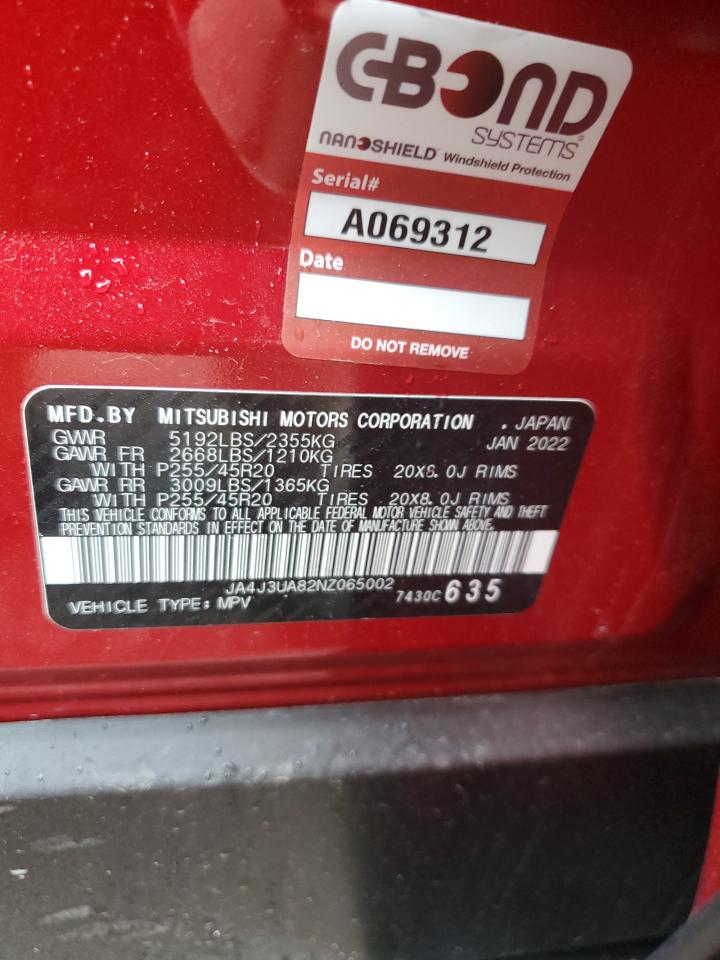 C-BOND
SYSTEMS
NANOSHIELD Windshield Protection
Serial#
A069312
Date
DO NOT REMOVE
MFD.BY MITSUBISHI MOTORS CORPORATION . JAPAN
GVWR 5192LBS/2355KG JAN 2022
GAWR FR 2668LBS/1210KG
WITH P255/45R20 TIRES 20X8.0J RIMS
GAWR RR 3009LBS/1365KG
WITH P255/45R20 TIRES 20X8.0J RIMS
THIS VEHICLE CONFORMS TO ALL APPLICABLE FEDERAL MOTOR VEHICLE SAFETY AND THEFT
PREVENTION STANDARDS IN EFFECT ON THE DATE OF MANUFACTURE SHOWN ABOVE.
JA4J3UA82NZ065002
VEHICLE TYPE: MPV 7430C 635